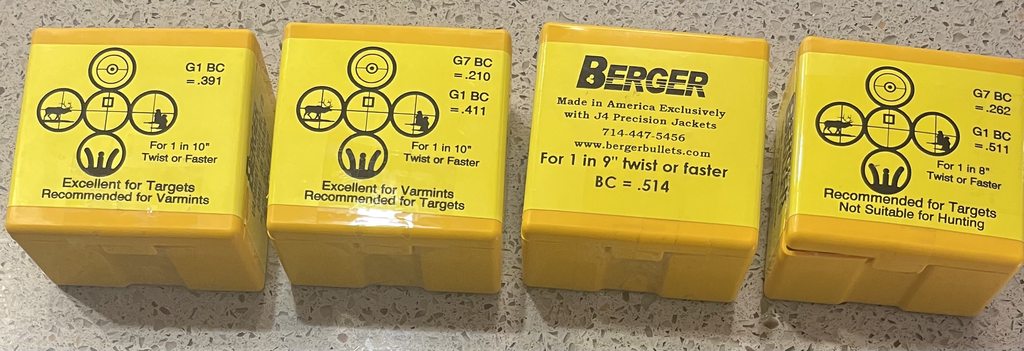 G1 BC
=.391
For 1 in 10"
Twist or Faster
Excellent for Targets
Recommended for Varmints
G7 BC
=.210
G1 BC
=.411
For 1 in 10"
Twist or Faster
Excellent for Varmints
Recommended for Targets
BERGER
Made in America Exclusively
with J4 Precision Jackets
714-447-5456
www.bergerbullets.com
For 1 in 9" twist or faster
BC = .514
G7 BC
=.262
G1 BC
=.511
For 1 in 8"
Twist or Faster
Recommended for Targets
Not Suitable for Hunting